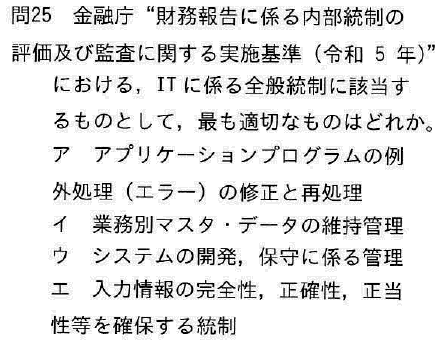 問25　金融庁“財務報告に係る内部統制の
評価及び監査に関する実施基準（令和 5 年）”
における，ITに係る全般統制に該当す
るものとして，最も適切なものはどれか。
ア　アプリケーションプログラムの例
外処理（エラー）の修正と再処理
イ　業務別マスタ・データの維持管理
ウ　システムの開発，保守に係る管理
エ　入力情報の完全性，正確性，正当
性等を確保する統制